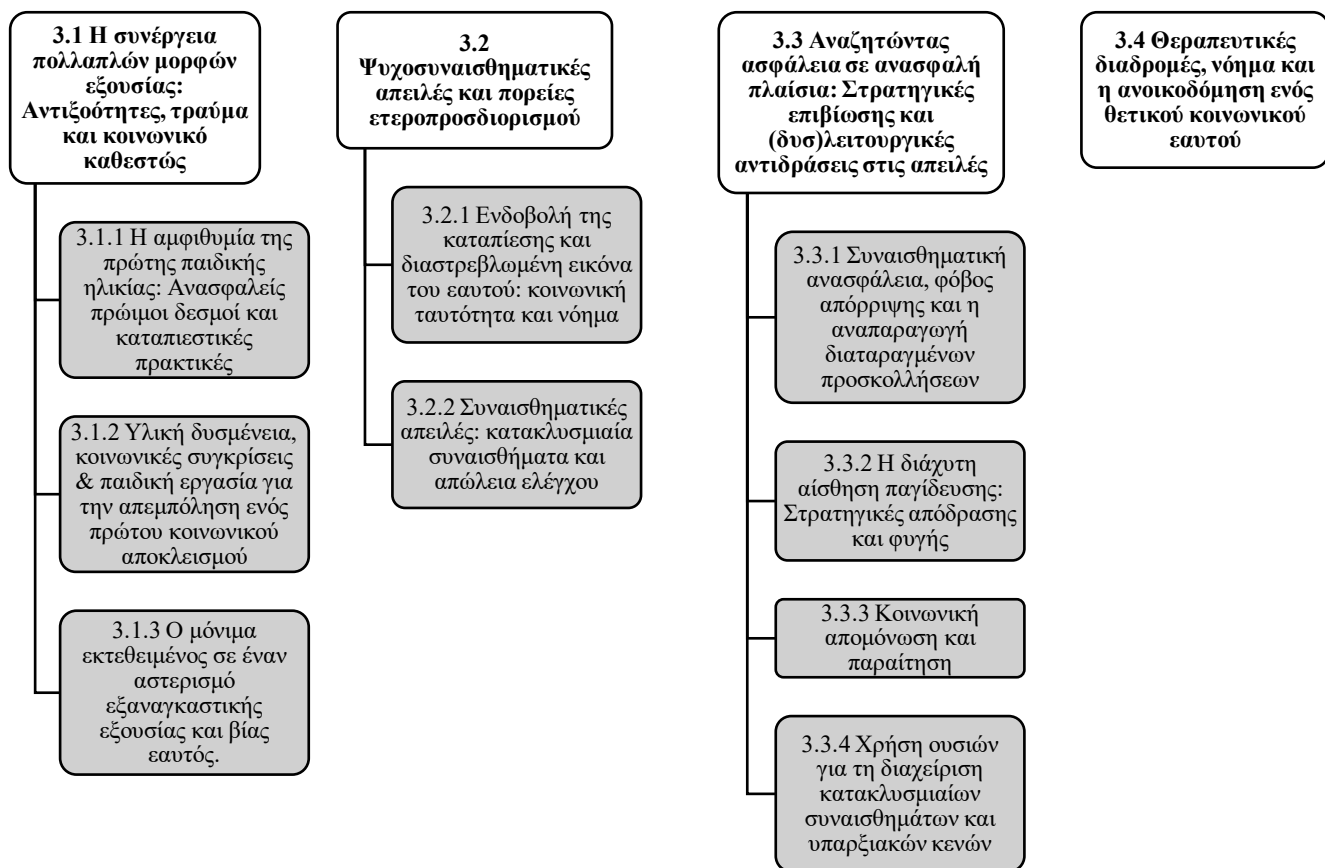 3.1 Η συνέργεια
πολλαπλών μορφών
εξουσίας:
Αντιξοότητες, τραύμα
και κοινωνικό
καθεστώς
3.1.1 Η αμφιθυμία της
πρώτης παιδικής
ηλικίας: Ανασφαλείς
πρώιμοι δεσμοί και
καταπιεστικές
πρακτικές
3.1.2 Υλική δυσμένεια,
κοινωνικές συγκρίσεις
& παιδική εργασία για
την απεμπόληση ενός
πρώτου κοινωνικού
αποκλεισμού
3.1.3 Ο μόνιμα
εκτεθειμένος σε έναν
αστερισμό
εξαναγκαστικής
εξουσίας και βίας
εαυτός.
3.2
Ψυχοσυναισθηματικές
απειλές και πορείες
ετεροπροσδιορισμού
3.2.1 Ενδοβολή της
καταπίεσης και
διαστρεβλωμένη εικόνα
του εαυτού: κοινωνική
ταυτότητα και νόημα
3.2.2 Συναισθηματικές
απειλές: κατακλυσμιαία
συναισθήματα και
απώλεια ελέγχου
3.3 Αναζητώντας
ασφάλεια σε ανασφαλή
πλαίσια: Στρατηγικές
επιβίωσης και
(δυσ)λειτουργικές
αντιδράσεις στις απειλές
3.3.1 Συναισθηματική
ανασφάλεια, φόβος
απόρριψης και η
αναπαραγωγή
διαταραγμένων
προσκολλήσεων
3.3.2 Η διάχυτη
αίσθηση παγίδευσης:
Στρατηγικές απόδρασης
και φυγής
3.3.3 Κοινωνική
απομόνωση και
παραίτηση
3.3.4 Χρήση ουσιών
για τη διαχείριση
κατακλυσμιαίων
συναισθημάτων και
υπαρξιακών κενών
3.4 Θεραπευτικές
διαδρομές, νόημα και
η ανοικοδόμηση ενός
θετικού κοινωνικού
εαυτού